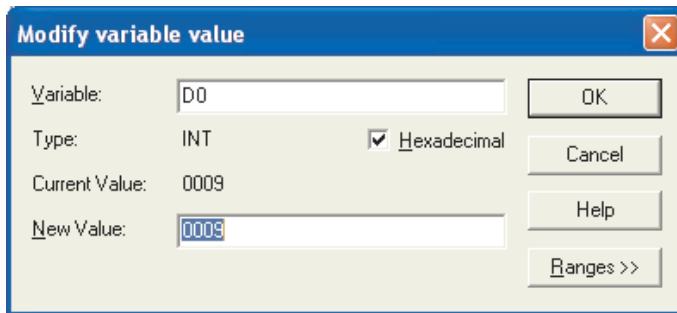 Modify variable value
Variable: D0
OK
Type: INT Hexadecimal
Cancel
Current Value: 0009
Help
New Value: 0009
Ranges >>